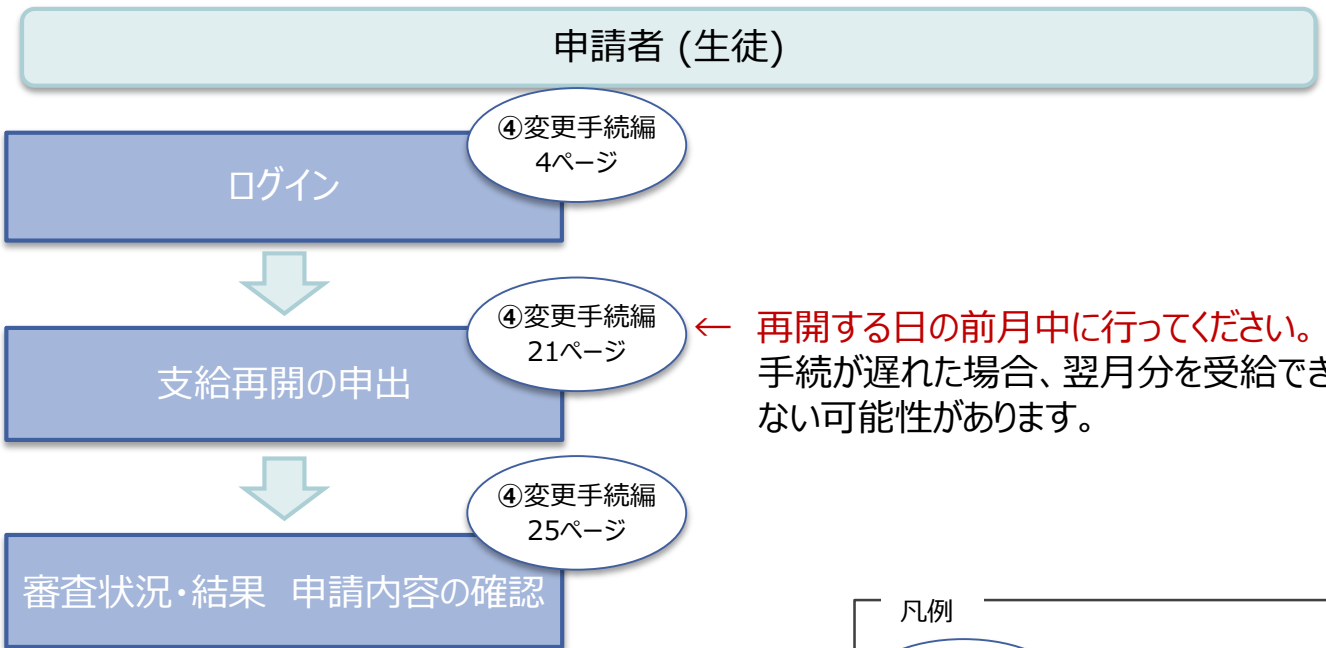 申請者 (生徒)
④変更手続編
4ページ
ログイン
④変更手続編
21ページ
← 再開する日の前月中に行ってください。
手続が遅れた場合、翌月分を受給でき
ない可能性があります。
支給再開の申出
④変更手続編
25ページ
審査状況・結果　申請内容の確認
凡例